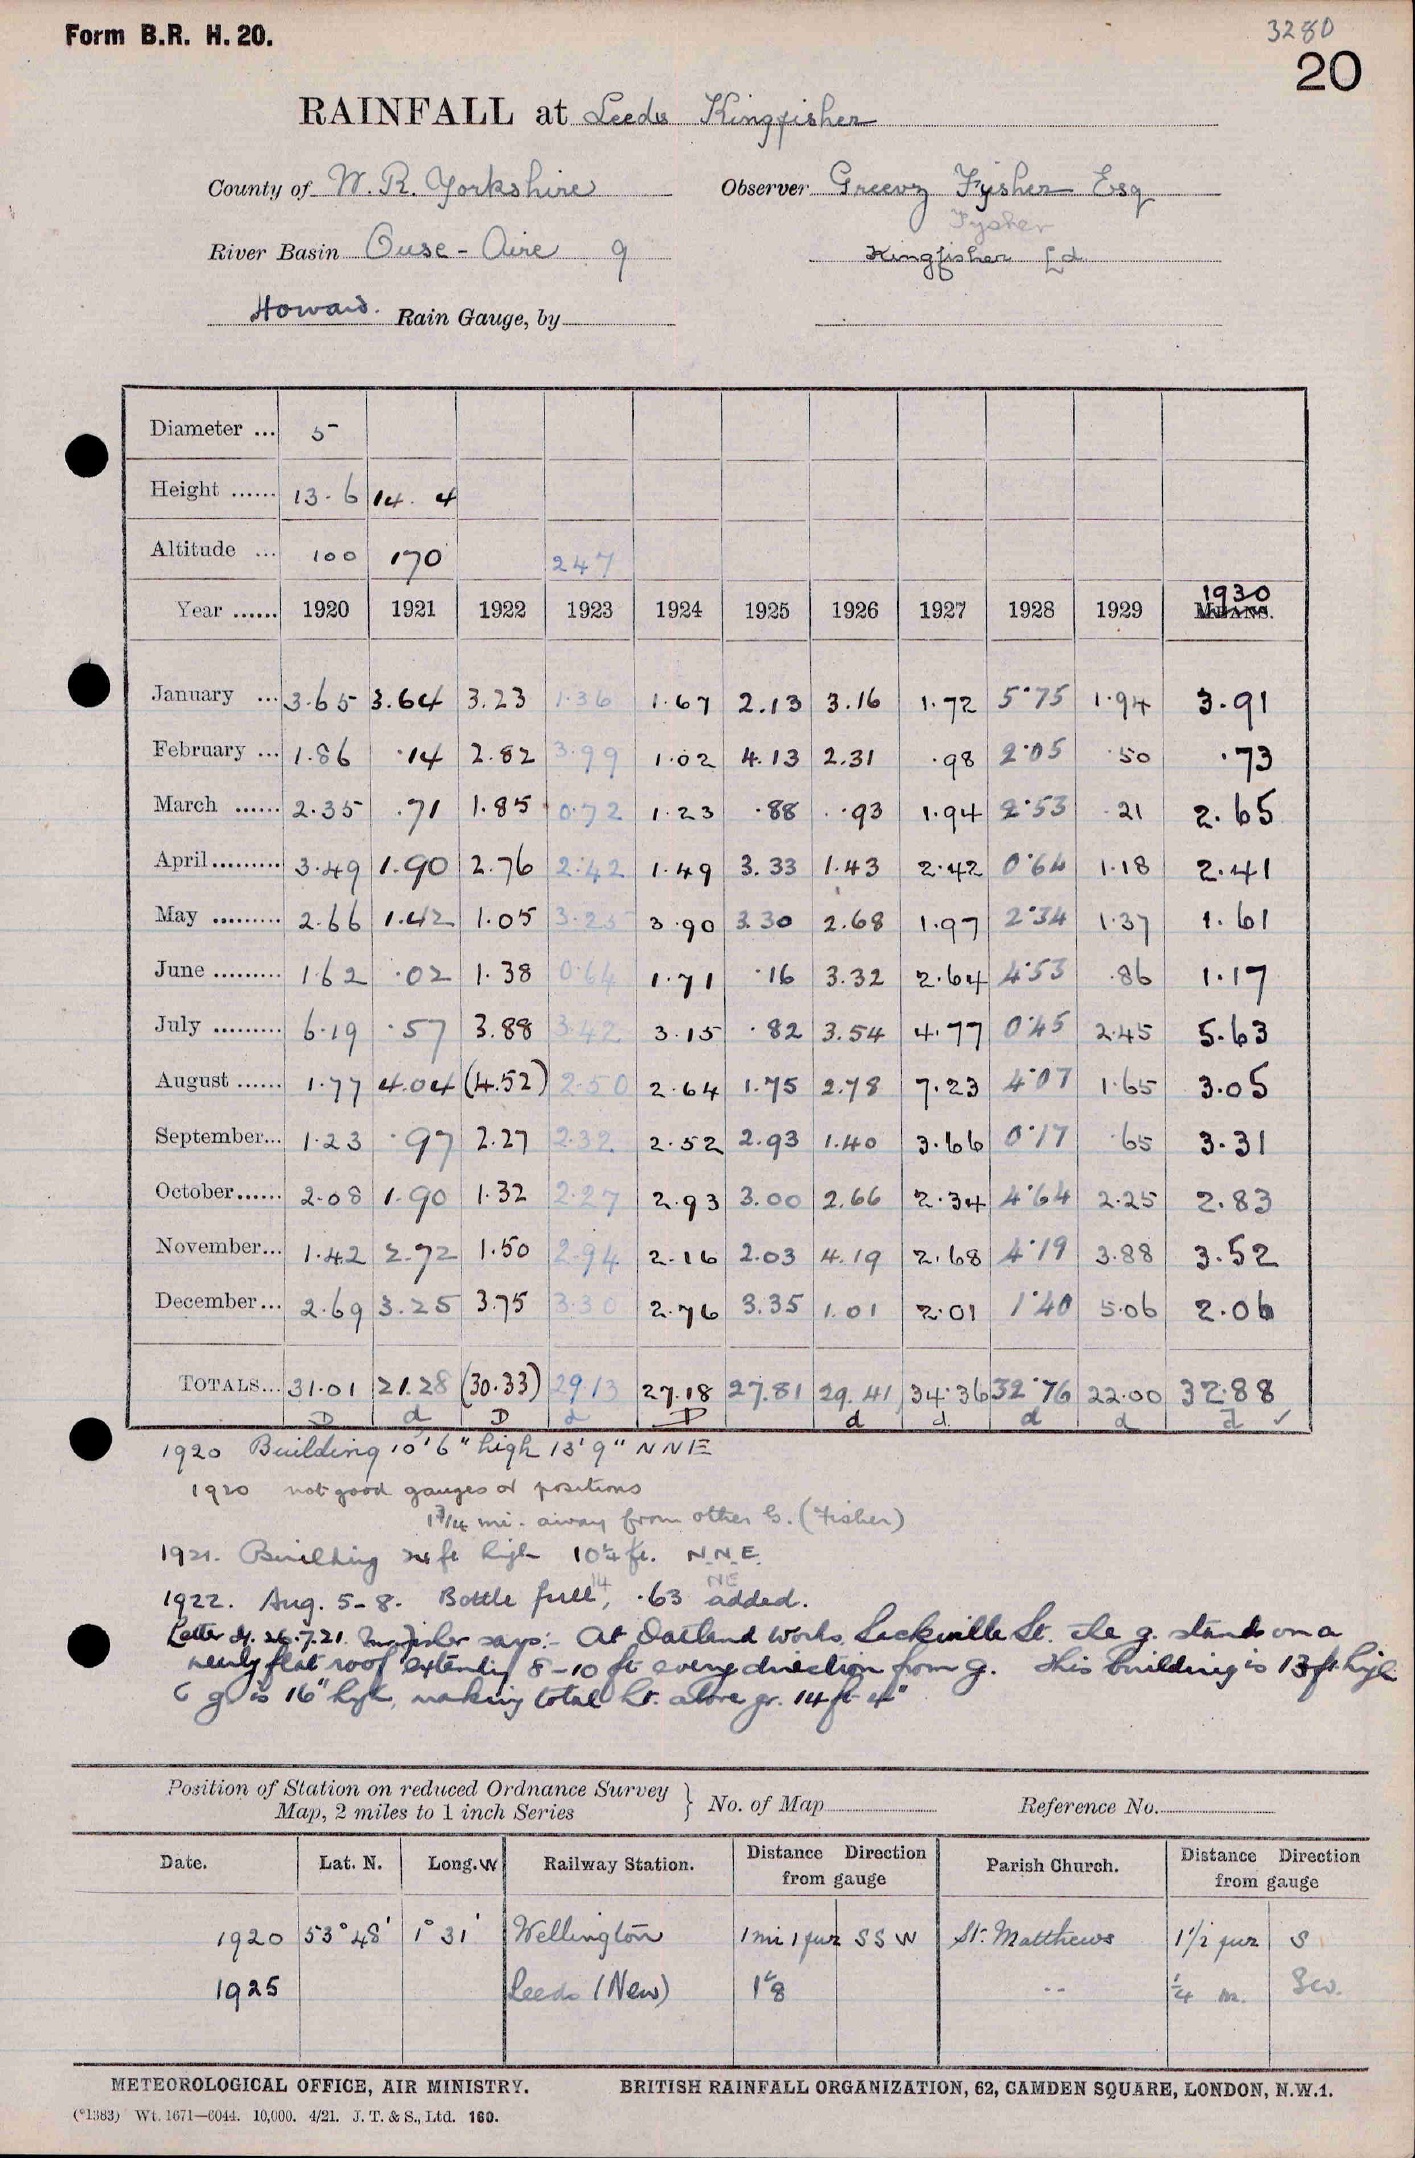 Form B.R. H. 20.
3280
20
RAINFALL at Leeds Kingfisher
County of W. R. Yorkshire Observer Greevz Fysher Esq
Fysher
River Basin Ouse - Aire 9 Kingfisher Ld
Howard. Rain Gauge, by
Diameter ... 5
Height ...... 13. 6 14. 4
Altitude ... 100 170 247
Year ...... 1920 1921 1922 1923 1924 1925 1926 1927 1928 1929 1930 MEANS.
January ... 3.65 3.64 3.23 1.36 1.67 2.13 3.16 1.72 5.75 1.94 3.91
February ... 1.86 .14 2.82 3.99 1.02 4.13 2.31 .98 2.05 .50 .73
March ...... 2.35 .71 1.85 0.72 1.23 .88 .93 1.94 2.53 .21 2.65
April ......... 3.49 1.90 2.76 2.42 1.49 3.33 1.43 2.42 0.64 1.18 2.41
May ......... 2.66 1.42 1.05 3.25 3.90 3.30 2.68 1.97 2.34 1.37 1.61
June ......... 1.62 .02 1.38 0.64 1.71 .16 3.32 2.64 4.53 .86 1.17
July ......... 6.19 .57 3.88 3.42 3.15 .82 3.54 4.77 0.45 2.45 5.63
August ...... 1.77 4.04 (4.52) 2.50 2.64 1.75 2.78 7.23 4.07 1.65 3.05
September... 1.23 .97 2.27 2.32 2.52 2.93 1.40 3.66 0.17 .65 3.31
October...... 2.08 1.90 1.32 2.27 2.93 3.00 2.66 2.34 4.64 2.25 2.83
November... 1.42 2.72 1.50 2.94 2.16 2.03 4.19 2.68 4.19 3.88 3.52
December... 2.69 3.25 3.75 3.30 2.76 3.35 1.01 2.01 1.40 5.06 2.06
TOTALS... 31.01 21.28 (30.33) 29.13 27.18 27.81 29.41 34.36 32.76 22.00 32.88
D d D d D d d d d d ✓
1920 Building 10' 6" high 13' 9" NNE
1920 not good gauges or positions
1 3/4 mi. away from other G. (Fisher)
1921. Building 24 ft high 10 1/4 ft. N.N.E.
14 NE
1922. Aug. 5-8. Bottle full, .63 added.
Letter of 26.7.21 Mr Fisher says:- At Oatland Works, Sackville St. the g. stands on a
nearly flat roof extending 8-10 ft every direction from g. This building is 13 ft high
g. is 16" high, making total ht. above gr. 14 ft 4"
Position of Station on reduced Ordnance Survey Map, 2 miles to 1 inch Series } No. of Map Reference No.
Date. Lat. N. Long. W Railway Station. Distance Direction from gauge Parish Church. Distance Direction from gauge
1920 53° 48' 1° 31' Wellington 1 mi 1 fur SSW St. Matthews 1 1/2 fur S
1925 Leeds (New) 1 1/8 -- 1/4 m. SW.
METEOROLOGICAL OFFICE, AIR MINISTRY. BRITISH RAINFALL ORGANIZATION, 62, CAMDEN SQUARE, LONDON, N.W.1.
(*1383) Wt. 1671—6044. 10,000. 4/21. J. T. & S., Ltd. 160.